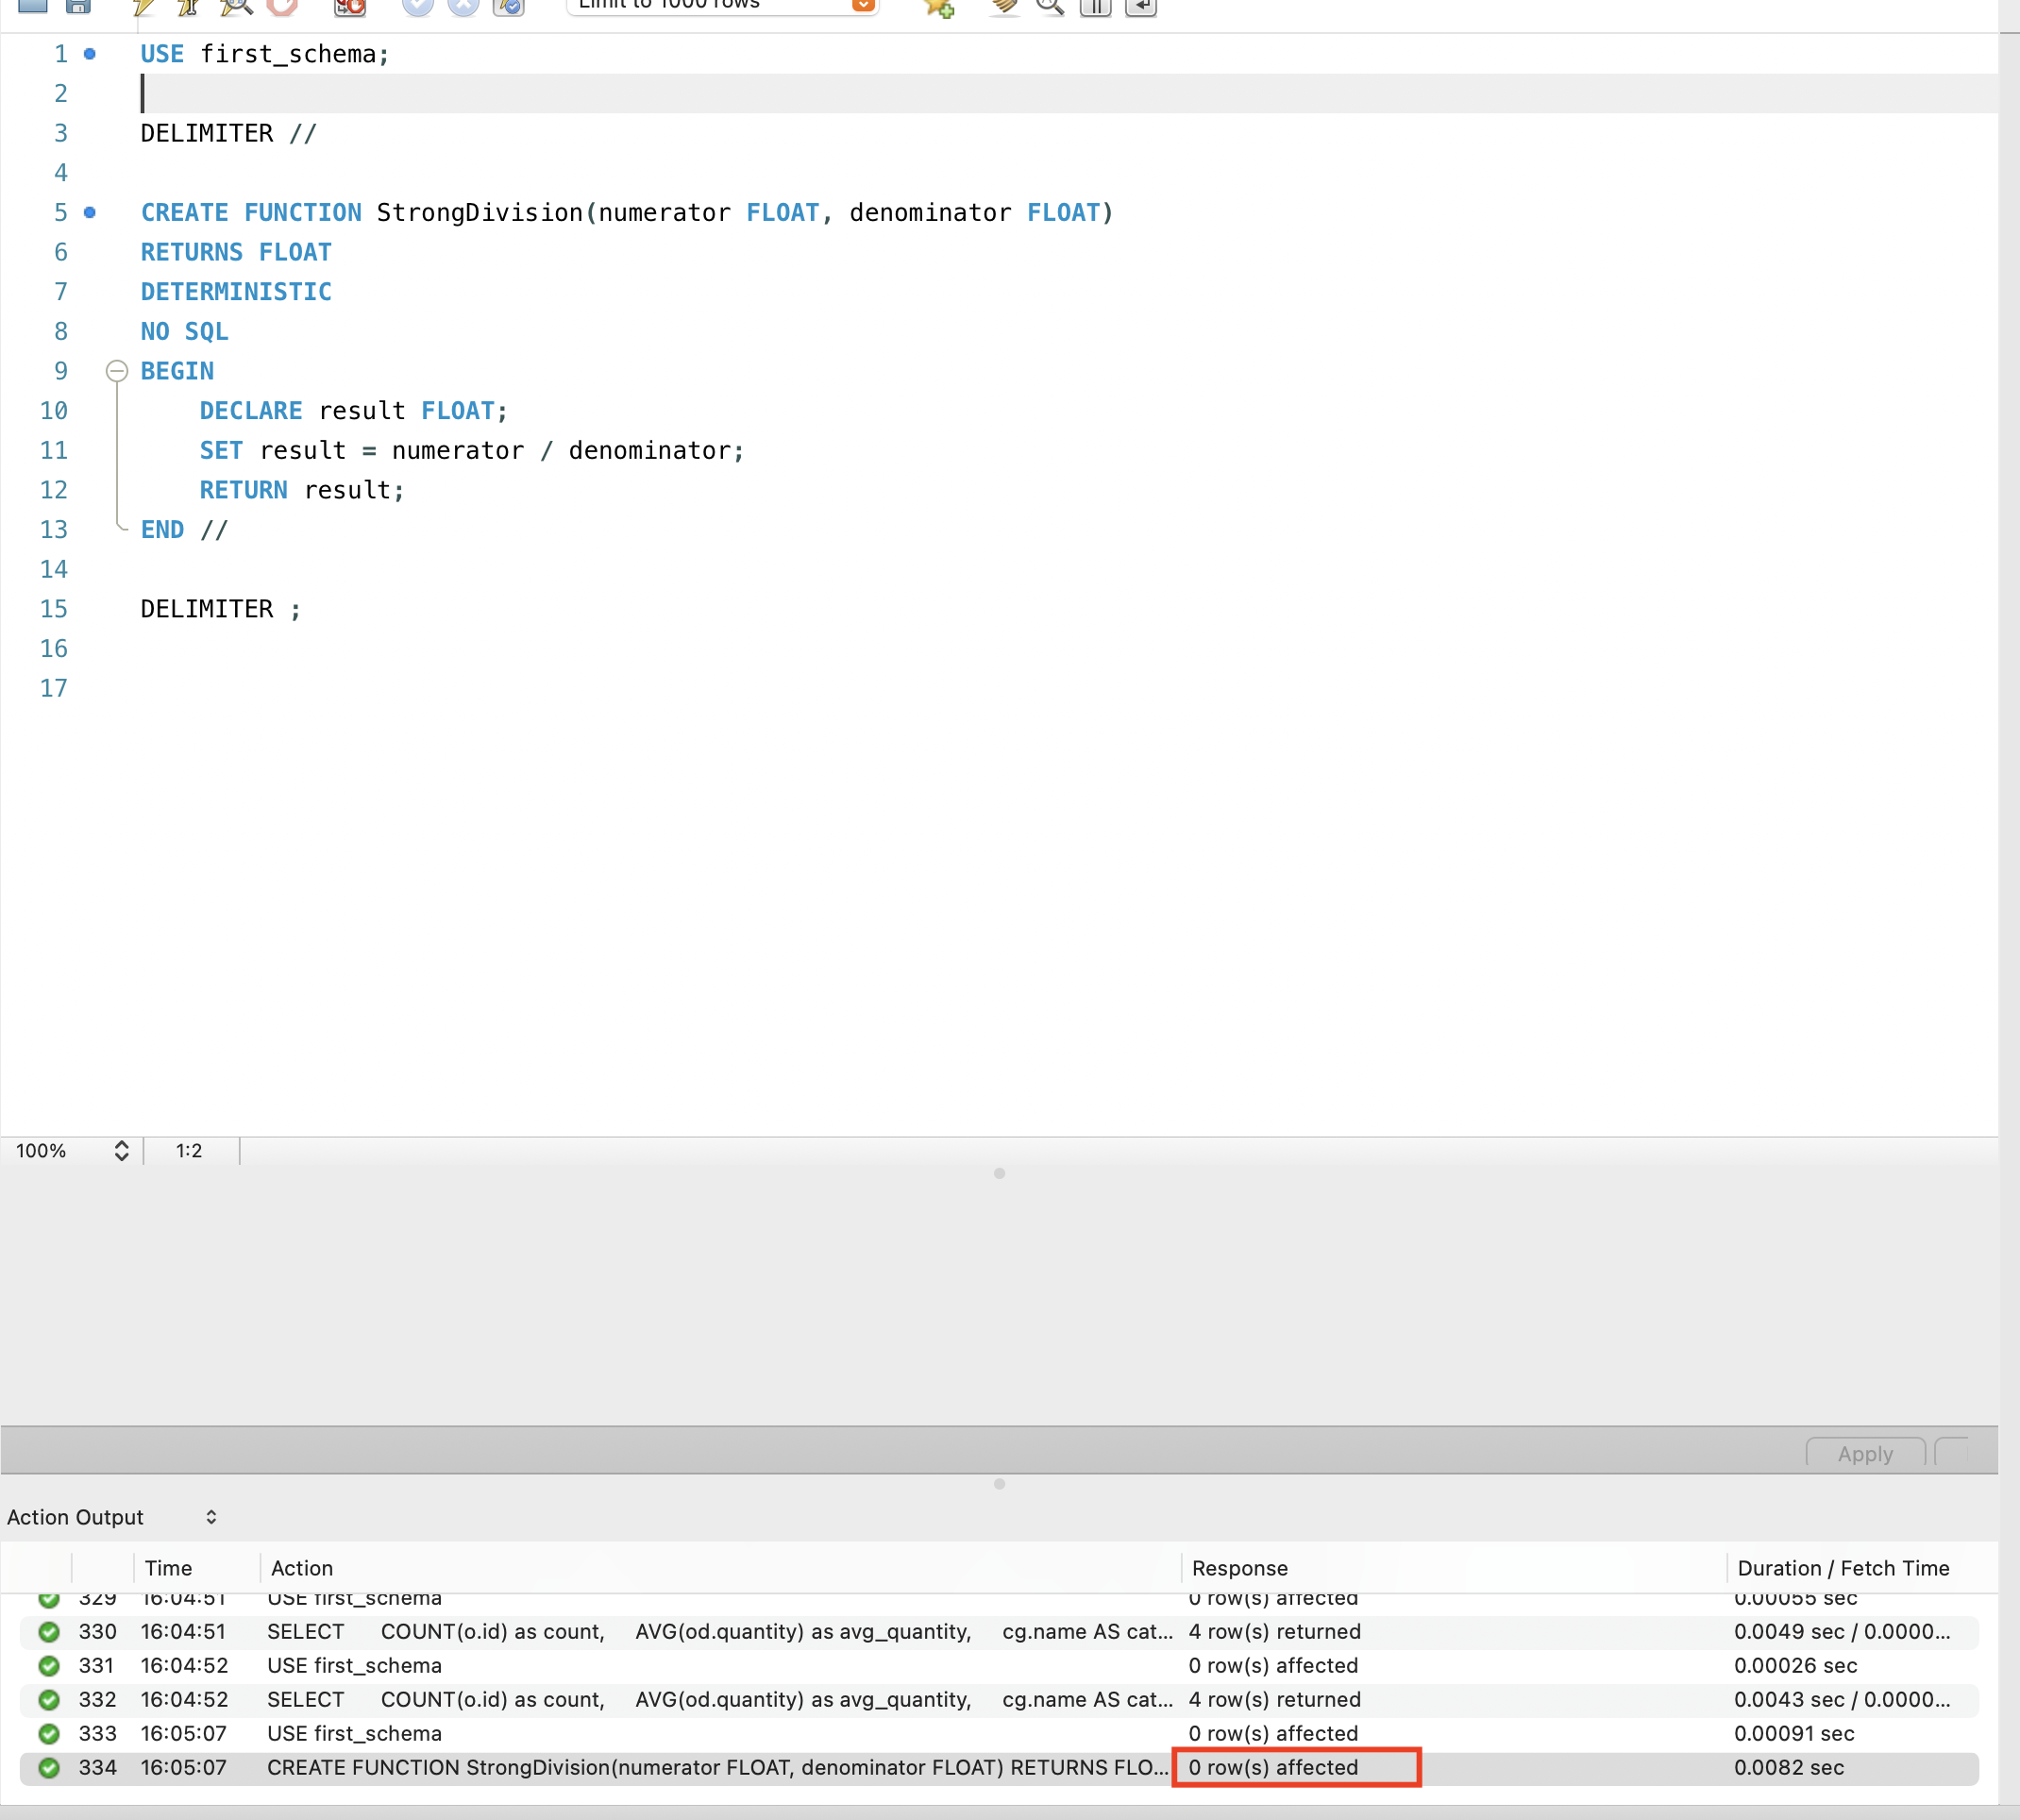 Limit to 1000 rows
1 USE first_schema;
2
3 DELIMITER //
4
5 CREATE FUNCTION StrongDivision(numerator FLOAT, denominator FLOAT)
6 RETURNS FLOAT
7 DETERMINISTIC
8 NO SQL
9 BEGIN
10 DECLARE result FLOAT;
11 SET result = numerator / denominator;
12 RETURN result;
13 END //
14
15 DELIMITER ;
16
17
100% 1:2
Apply
Action Output
Time Action Response Duration / Fetch Time
329 16:04:51 USE first_schema 0 row(s) affected 0.00055 sec
330 16:04:51 SELECT COUNT(o.id) as count, AVG(od.quantity) as avg_quantity, cg.name AS cat... 4 row(s) returned 0.0049 sec / 0.0000...
331 16:04:52 USE first_schema 0 row(s) affected 0.00026 sec
332 16:04:52 SELECT COUNT(o.id) as count, AVG(od.quantity) as avg_quantity, cg.name AS cat... 4 row(s) returned 0.0043 sec / 0.0000...
333 16:05:07 USE first_schema 0 row(s) affected 0.00091 sec
334 16:05:07 CREATE FUNCTION StrongDivision(numerator FLOAT, denominator FLOAT) RETURNS FLO... 0 row(s) affected 0.0082 sec